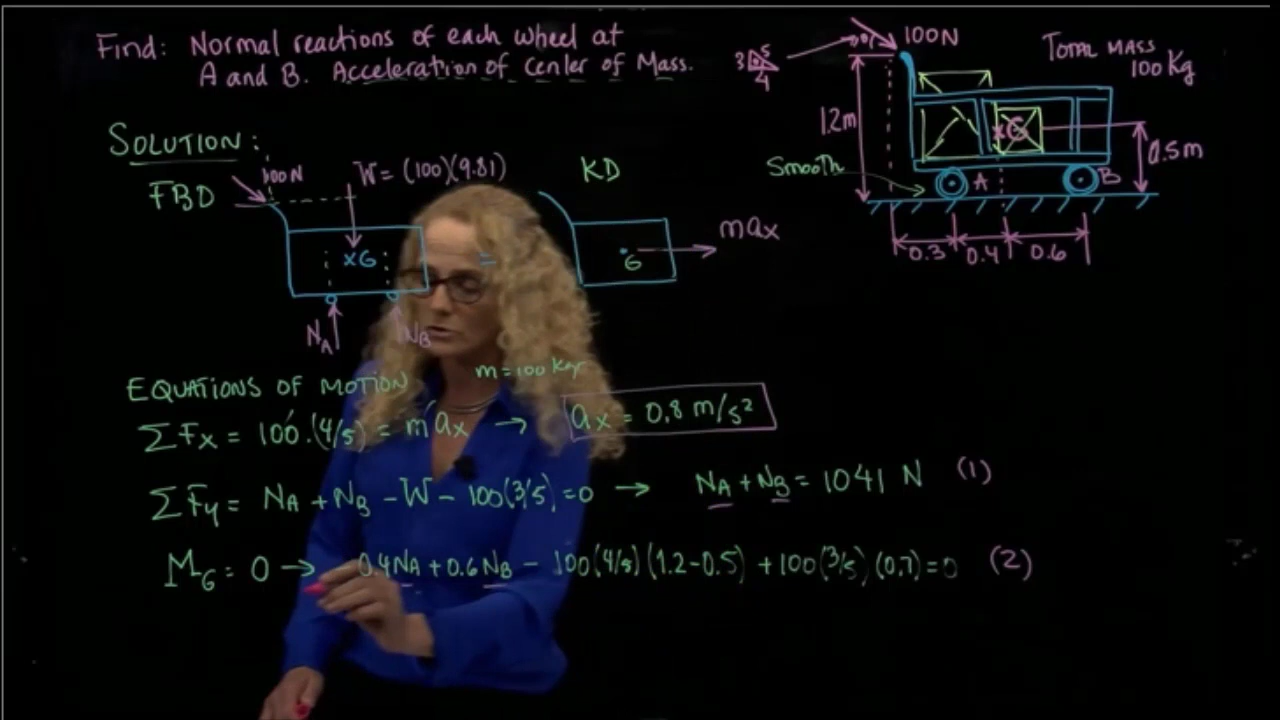 Find: Normal reactions of each wheel at
A and B. Acceleration of Center of Mass.
3 5
4
100N
TOTAL MASS
100 Kg
1.2m
G
0.5m
Smooth
A B
0.3 0.4 0.6
SOLUTION:
FBD
100N
W = (100)(9.81)
xG
NA
NB
=
KD
G
max
EQUATIONS OF MOTION
m=100 Kg
ΣFx = 100.(4/5) = max → ax = 0.8 m/s²
ΣFy = NA + NB - W - 100(3/5) = 0 → NA + NB = 1041 N (1)
MG = 0 → 0.4NA + 0.6NB - 100(4/5)(1.2-0.5) + 100(3/5)(0.7) = 0 (2)